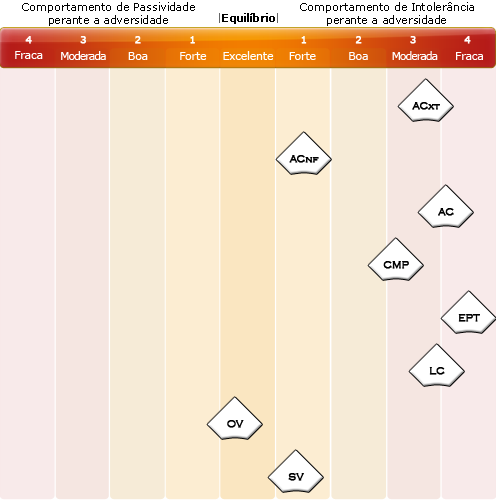 Comportamento de Passividade
perante a adversidade
|Equilíbrio|
Comportamento de Intolerância
perante a adversidade
4 3 2 1 1 2 3 4
Fraca Moderada Boa Forte Excelente Forte Boa Moderada Fraca
ACXT
ACNF
AC
CMP
EPT
LC
OV
SV